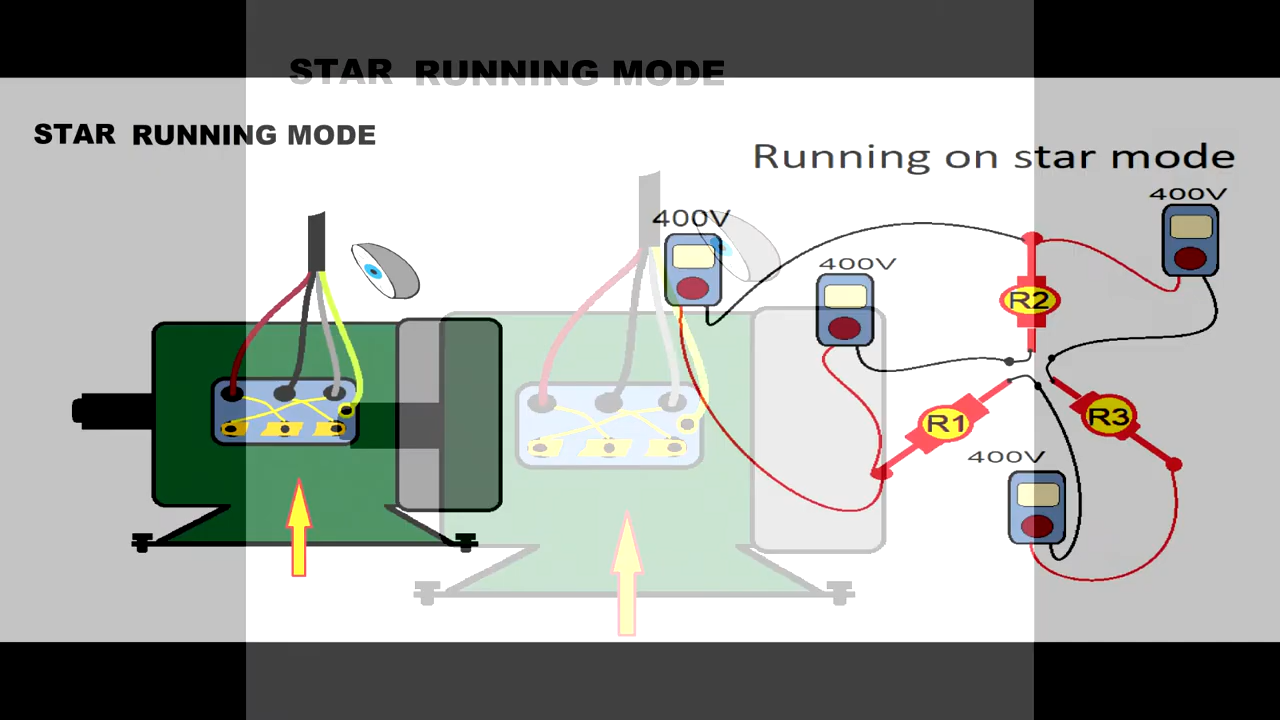 STAR RUNNING MODE
STAR RUNNING MODE
Running on star mode
400V
400V
400V
R2
R1
R3
400V